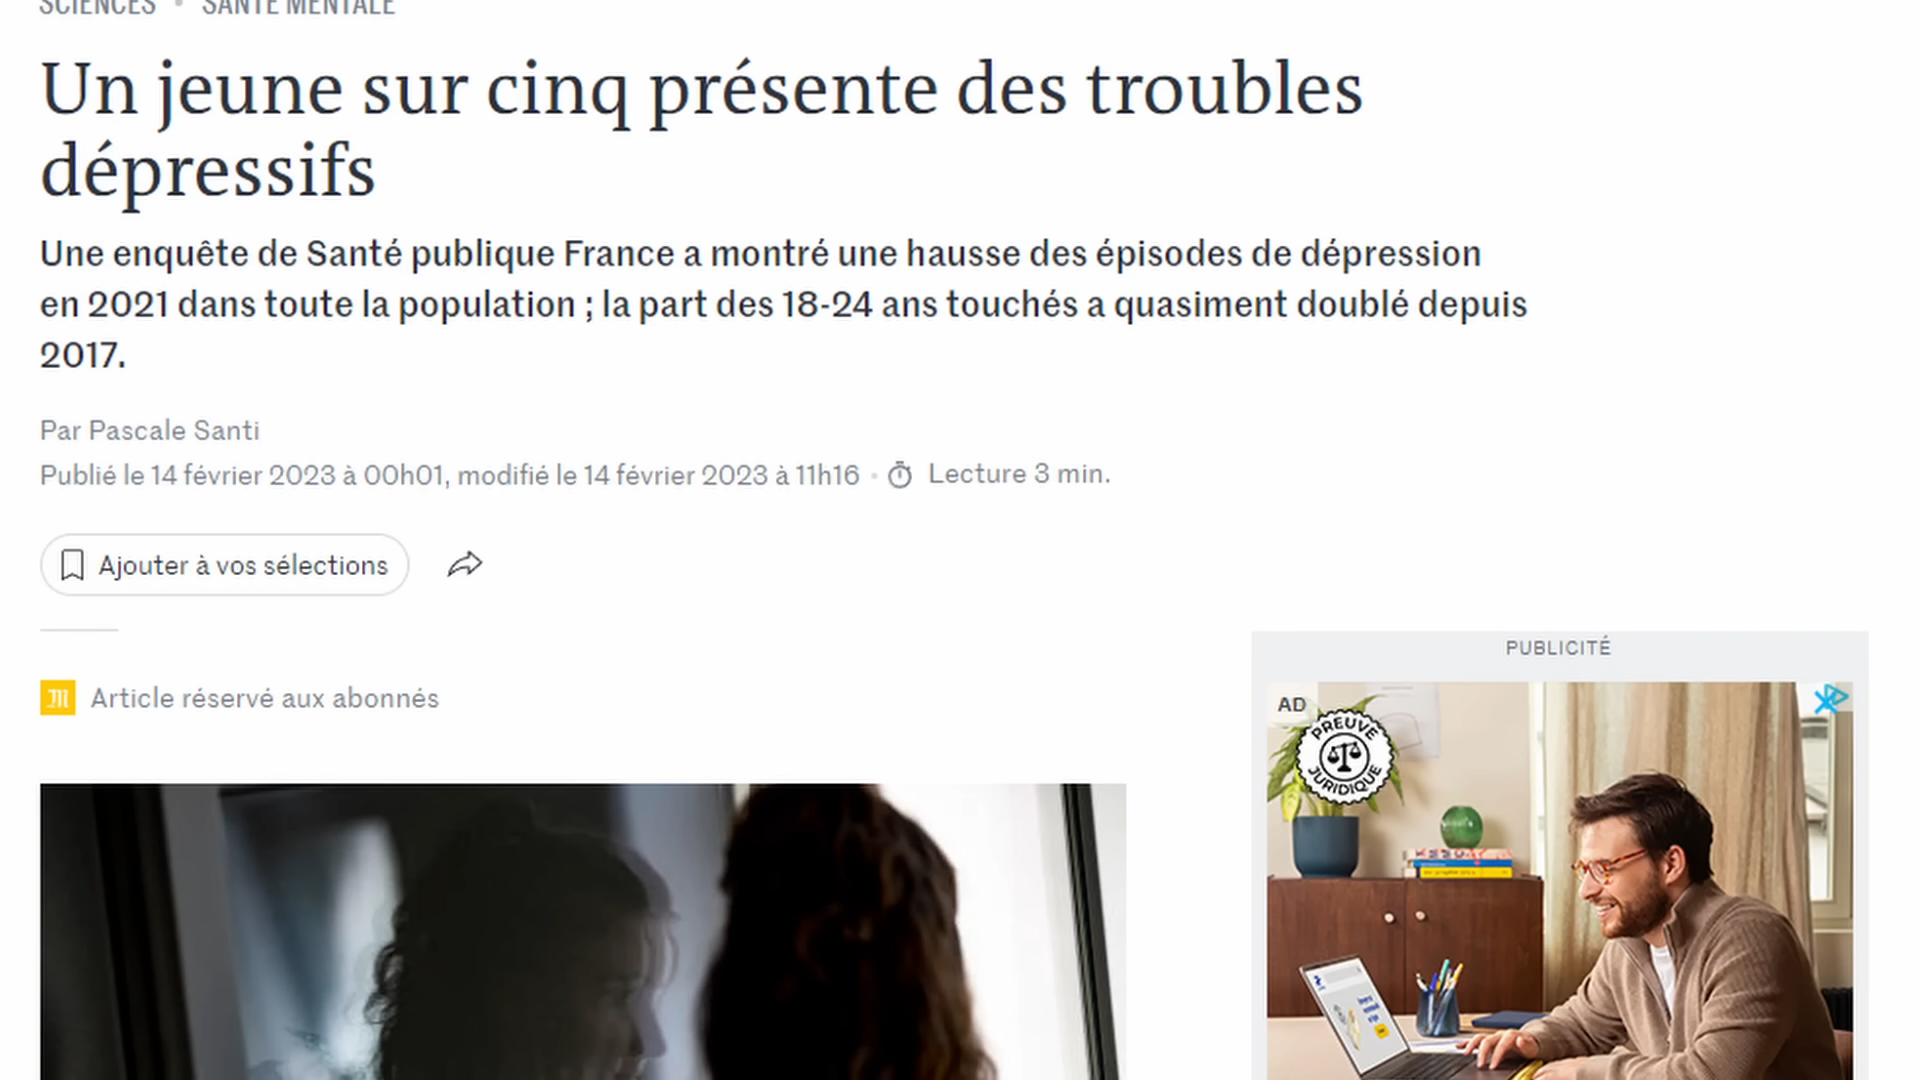 SCIENCES • SANTÉ MENTALE
Un jeune sur cinq présente des troubles
dépressifs
Une enquête de Santé publique France a montré une hausse des épisodes de dépression
en 2021 dans toute la population ; la part des 18-24 ans touchés a quasiment doublé depuis
2017.
Par Pascale Santi
Publié le 14 février 2023 à 00h01, modifié le 14 février 2023 à 11h16 • Lecture 3 min.
Ajouter à vos sélections
Article réservé aux abonnés
PUBLICITÉ
AD
PREUVE
JURIDIQUE